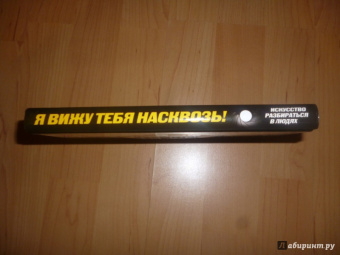 Я ВИЖУ ТЕБЯ НАСКВОЗЬ!
ИСКУССТВО
РАЗБИРАТЬСЯ
В ЛЮДЯХ
Лабиринт.ру